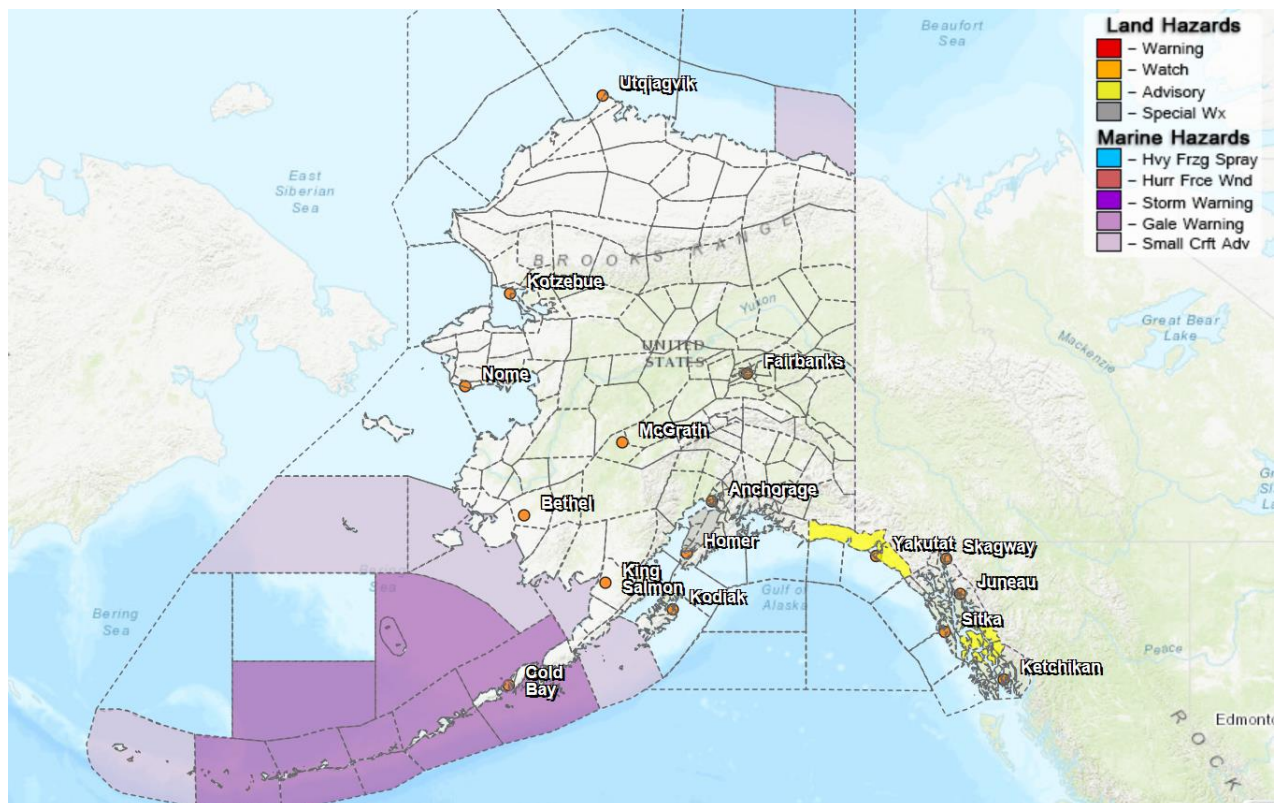 Beaufort
Sea
Land Hazards
– Warning
– Watch
– Advisory
– Special Wx
Marine Hazards
– Hvy Frzg Spray
– Hurr Frce Wnd
– Storm Warning
– Gale Warning
– Small Crft Adv
Utqiagvik
East
Siberian
Sea
BROOKS RANGE
Kotzebue
Yukon
Great Bear
Lake
Mackenzie
UNITED
STATES
Fairbanks
Nome
McGrath
Anchorage
Bethel
Homer
Yakutat
Skagway
King
Salmon
Kodiak
Gulf of
Alaska
Juneau
Bering
Sea
Sitka
Peace
Ketchikan
Cold
Bay
ROCK
Edmonto